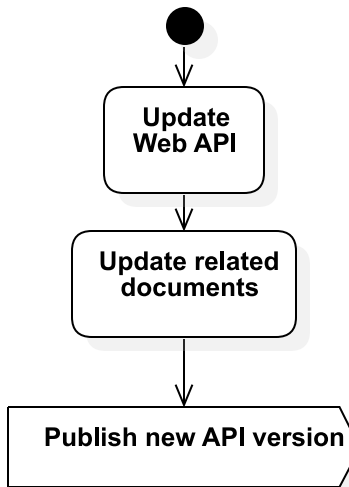 Update
Web API
Update related
documents
Publish new API version